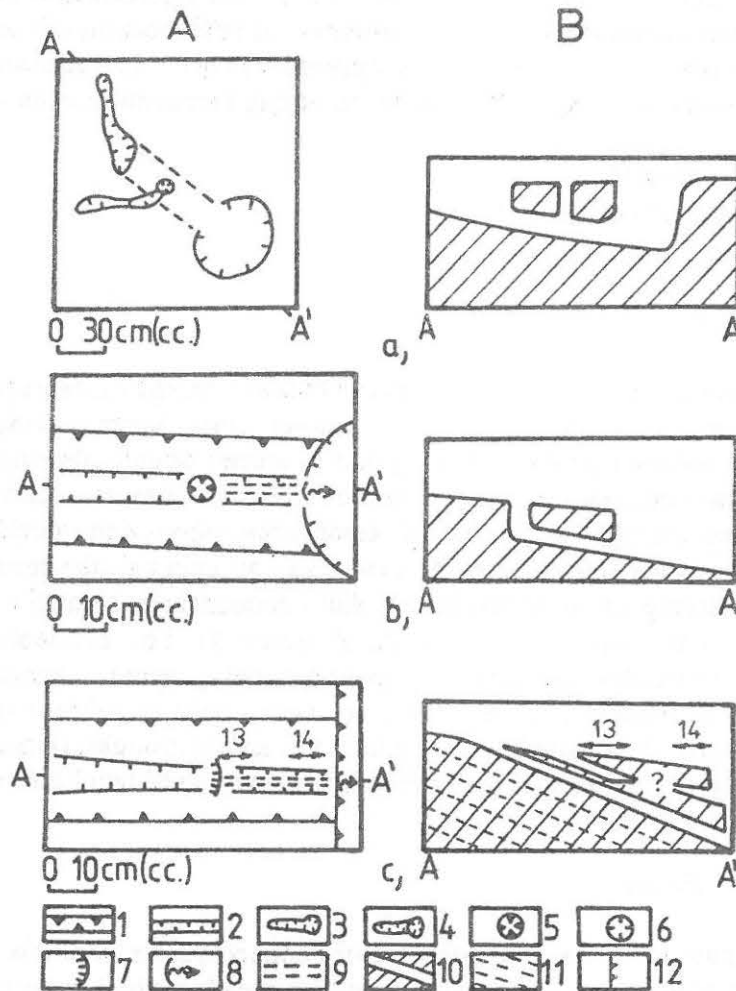 A B
A
A'
0 30cm(cc.)
a,
A A
A A'
0 10cm(cc.)
b,
A A
13 14
A A'
0 10cm(cc.)
c,
13 14
?
A A'
1 2 3 4 5 6
7 8 9 10 11 12